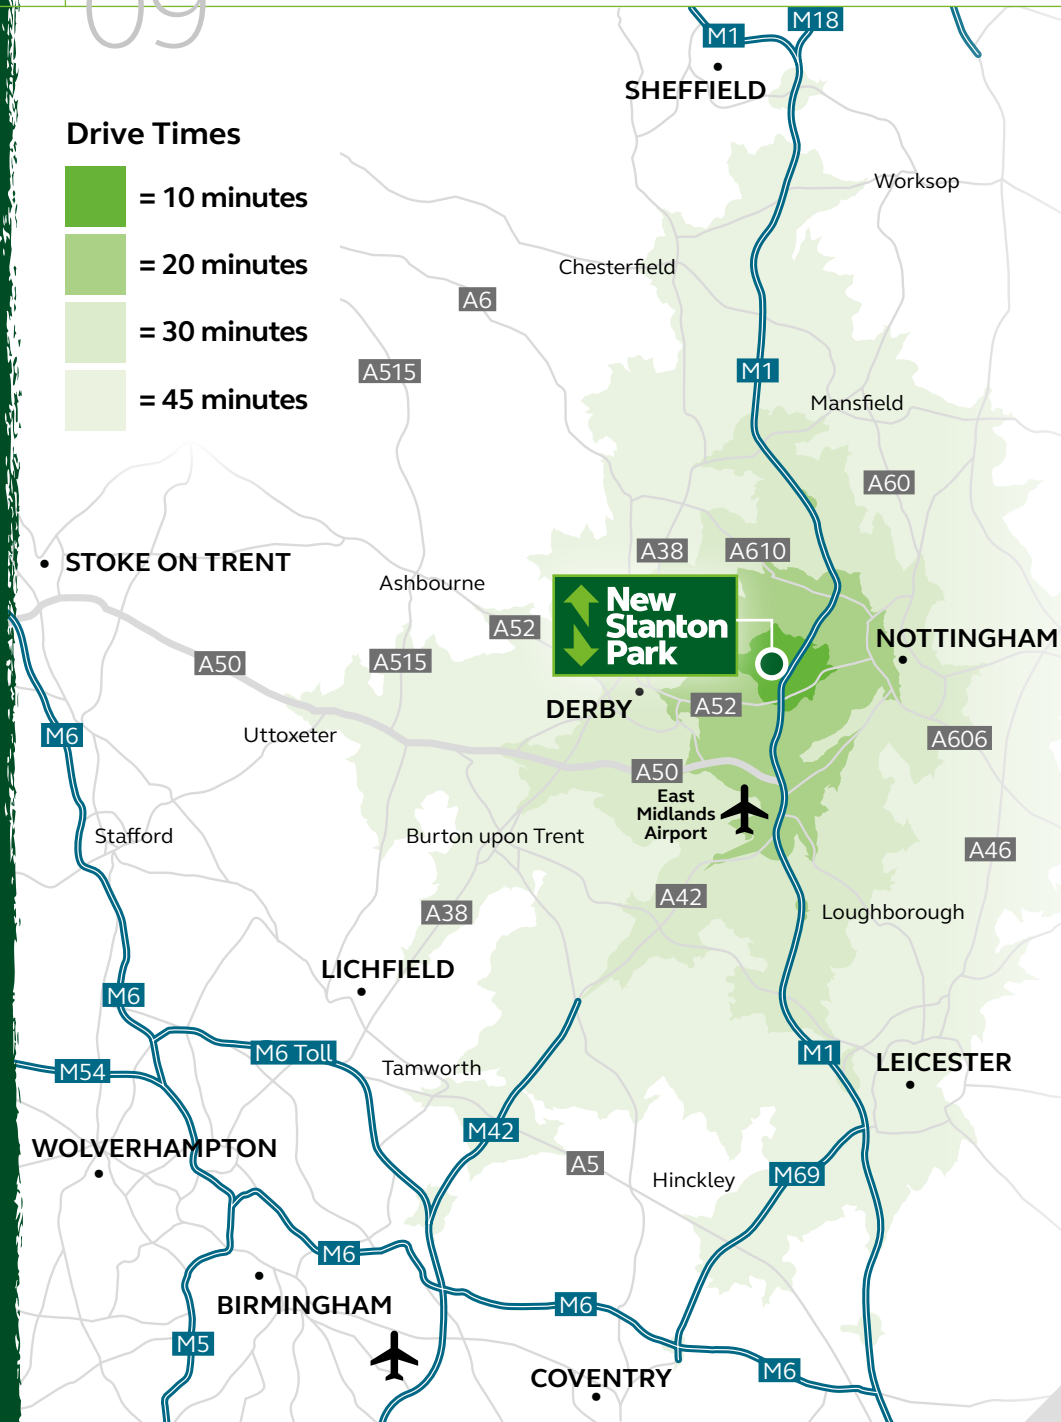 09
M1
M18
SHEFFIELD
Drive Times
= 10 minutes
= 20 minutes
= 30 minutes
= 45 minutes
Worksop
Chesterfield
A6
A515
M1
Mansfield
A60
A38
A610
STOKE ON TRENT
Ashbourne
New
Stanton
Park
A52
NOTTINGHAM
A50
A515
DERBY
A52
M6
Uttoxeter
A606
A50
East
Midlands
Airport
Stafford
Burton upon Trent
A46
A42
A38
Loughborough
LICHFIELD
M6
M6 Toll
M1
LEICESTER
M54
Tamworth
M42
WOLVERHAMPTON
A5
Hinckley
M69
M6
BIRMINGHAM
M6
M5
COVENTRY
M6